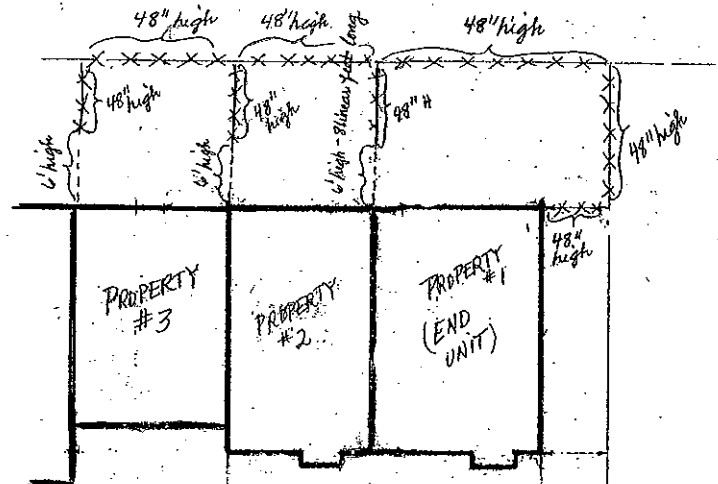 48" high
48" high
48" high
48" high
48" high
48" H
48" high
6' high
6' high
6' high - 8 linear feet long
48" high
PROPERTY
#3
PROPERTY
#2
PROPERTY
#1
(END
UNIT)